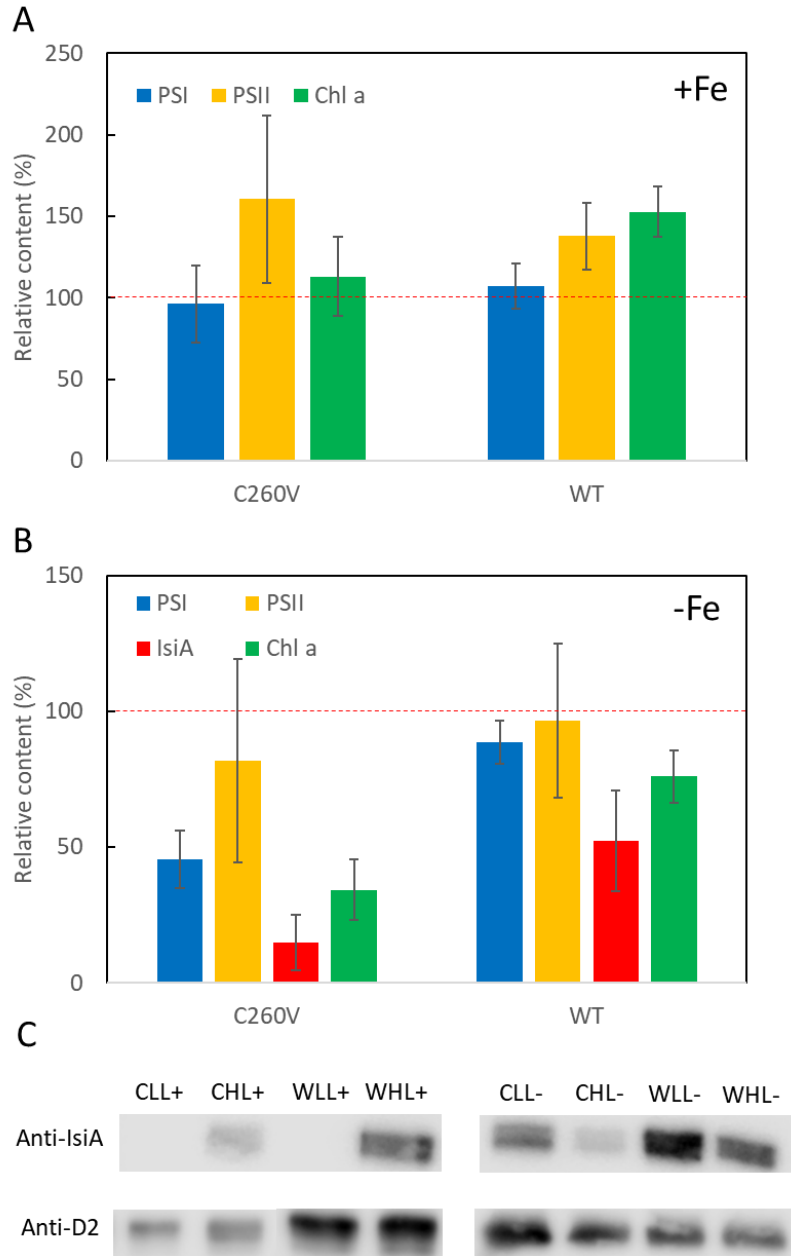 A
250
200
150
100
50
0
Relative content (%)
PSI PSII Chl a
+Fe
C260V WT
B
150
100
50
0
Relative content (%)
PSI PSII
IsiA Chl a
-Fe
C260V WT
C
CLL+ CHL+ WLL+ WHL+ CLL- CHL- WLL- WHL-
Anti-IsiA
Anti-D2